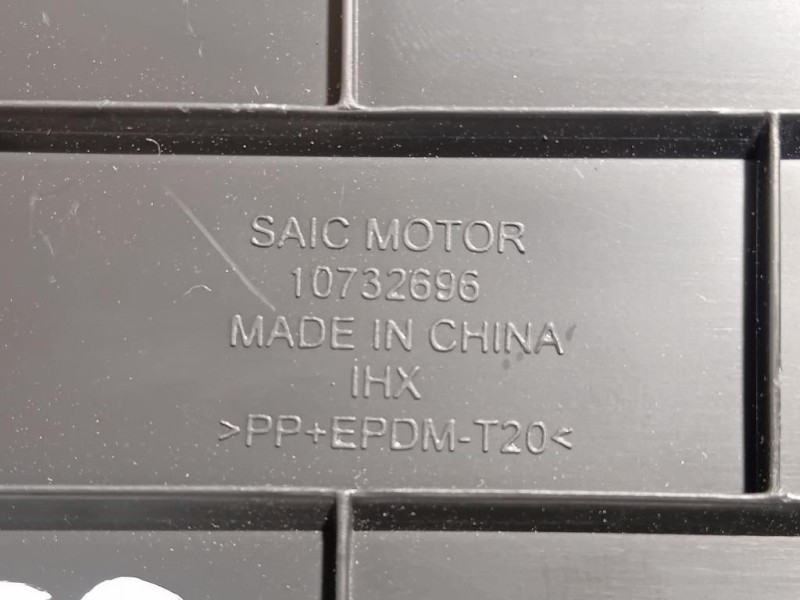 SAIC MOTOR
10732696
MADE IN CHINA
IHX
>PP+EPDM-T20<